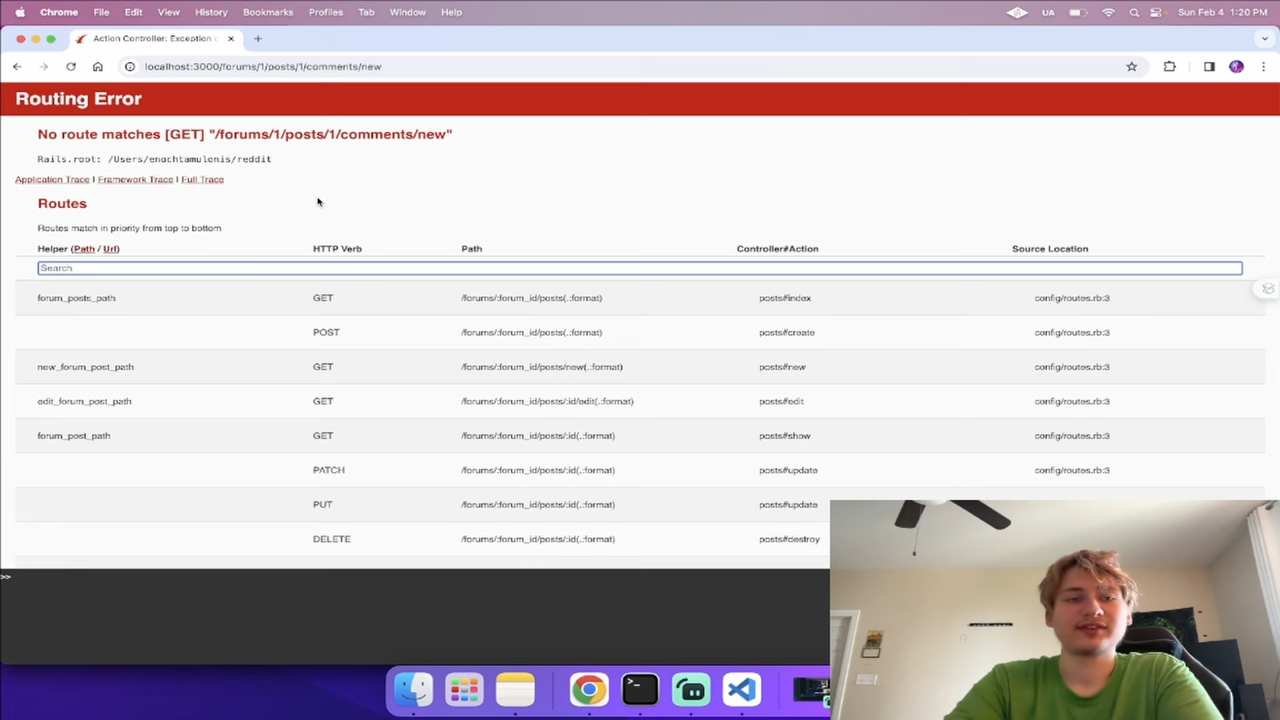 Chrome File Edit View History Bookmarks Profiles Tab Window Help UA Sun Feb 4 1:20 PM
Action Controller: Exception
localhost:3000/forums/1/posts/1/comments/new
Routing Error
No route matches [GET] "/forums/1/posts/1/comments/new"
Rails.root: /Users/enochtamulonis/reddit
Application Trace | Framework Trace | Full Trace
Routes
Routes match in priority from top to bottom
Helper (Path / Url) HTTP Verb Path Controller#Action Source Location
Search
forum_posts_path GET /forums/:forum_id/posts(.:format) posts#index config/routes.rb:3
POST /forums/:forum_id/posts(.:format) posts#create config/routes.rb:3
new_forum_post_path GET /forums/:forum_id/posts/new(.:format) posts#new config/routes.rb:3
edit_forum_post_path GET /forums/:forum_id/posts/:id/edit(.:format) posts#edit config/routes.rb:3
forum_post_path GET /forums/:forum_id/posts/:id(.:format) posts#show config/routes.rb:3
PATCH /forums/:forum_id/posts/:id(.:format) posts#update config/routes.rb:3
PUT /forums/:forum_id/posts/:id(.:format) posts#update
DELETE /forums/:forum_id/posts/:id(.:format) posts#destroy
>>